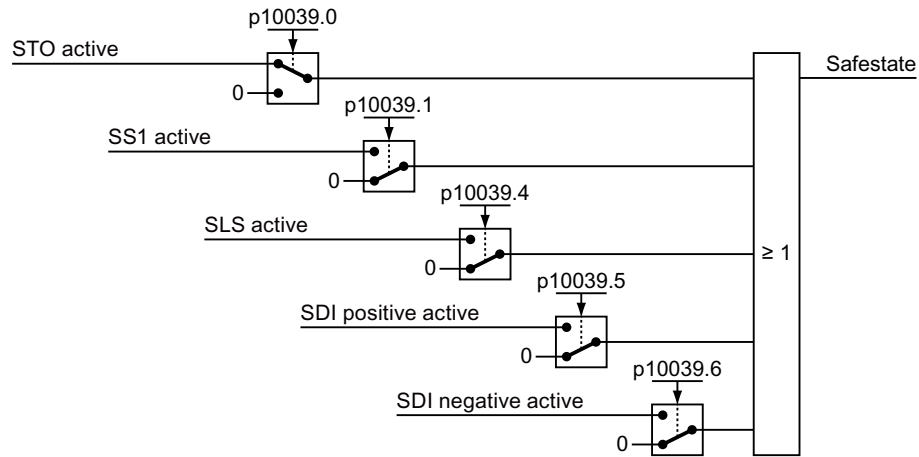 p10039.0
STO active
Safestate
0
p10039.1
SS1 active
0
p10039.4
SLS active
0
≥ 1
p10039.5
SDI positive active
0
p10039.6
SDI negative active
0